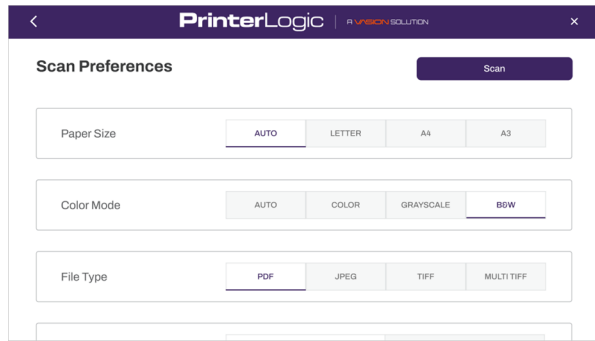 PrinterLogic | A VASION SOLUTION
Scan Preferences
Scan
Paper Size AUTO LETTER A4 A3
Color Mode AUTO COLOR GRAYSCALE B&W
File Type PDF JPEG TIFF MULTI TIFF